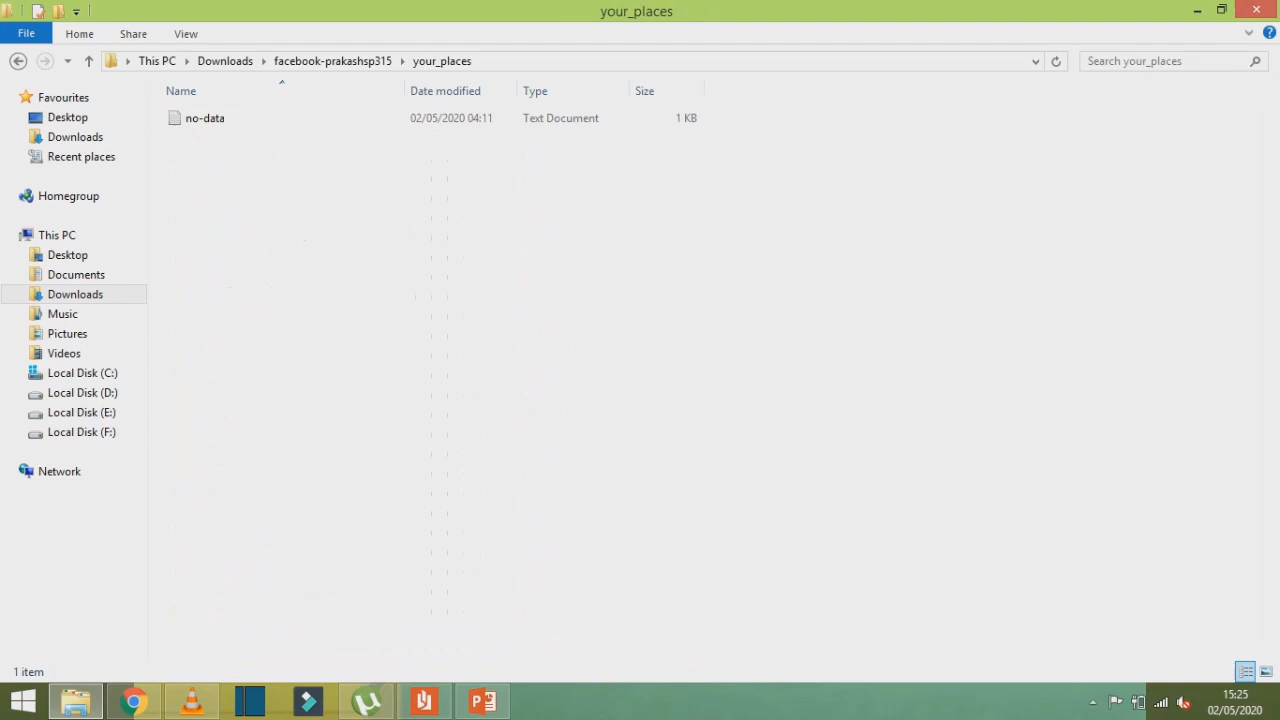 your_places
File Home Share View
This PC Downloads facebook-prakashsp315 your_places Search your_places
Name Date modified Type Size
no-data 02/05/2020 04:11 Text Document 1 KB
Favourites
Desktop
Downloads
Recent places
Homegroup
This PC
Desktop
Documents
Downloads
Music
Pictures
Videos
Local Disk (C:)
Local Disk (D:)
Local Disk (E:)
Local Disk (F:)
Network
1 item
15:25
02/05/2020